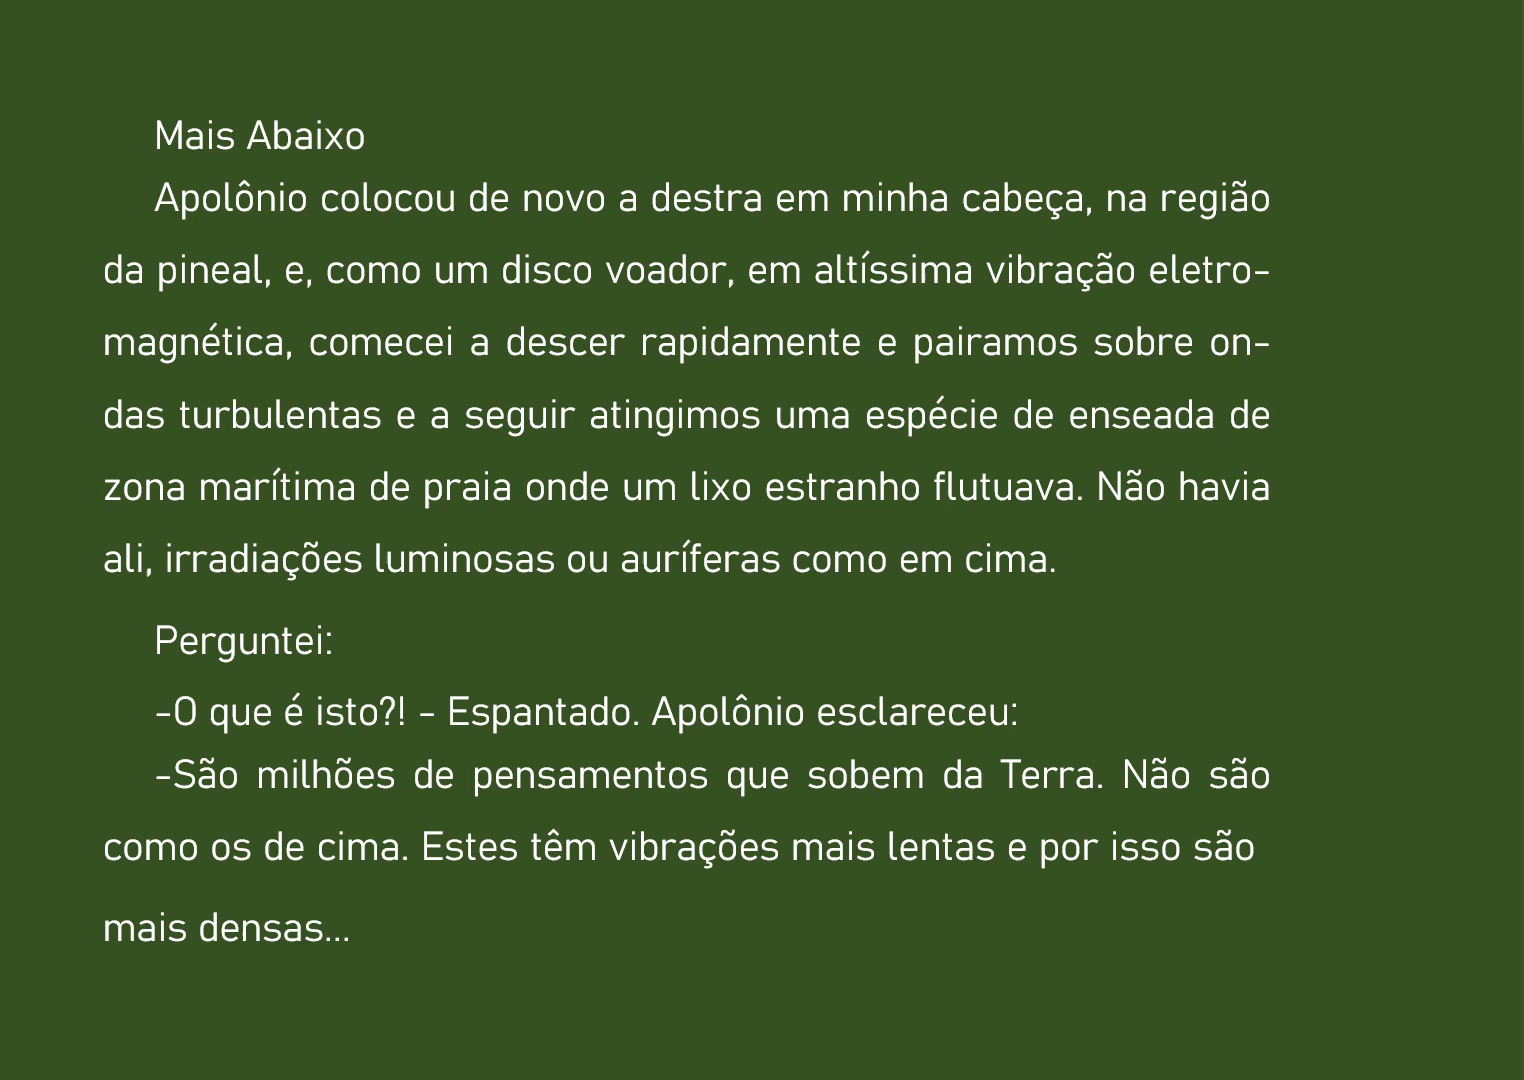 Mais Abaixo
Apolônio colocou de novo a destra em minha cabeça, na região
da pineal, e, como um disco voador, em altíssima vibração eletro-
magnética, comecei a descer rapidamente e pairamos sobre on-
das turbulentas e a seguir atingimos uma espécie de enseada de
zona marítima de praia onde um lixo estranho flutuava. Não havia
ali, irradiações luminosas ou auríferas como em cima.
Perguntei:
-O que é isto?! - Espantado. Apolônio esclareceu:
-São milhões de pensamentos que sobem da Terra. Não são
como os de cima. Estes têm vibrações mais lentas e por isso são
mais densas...